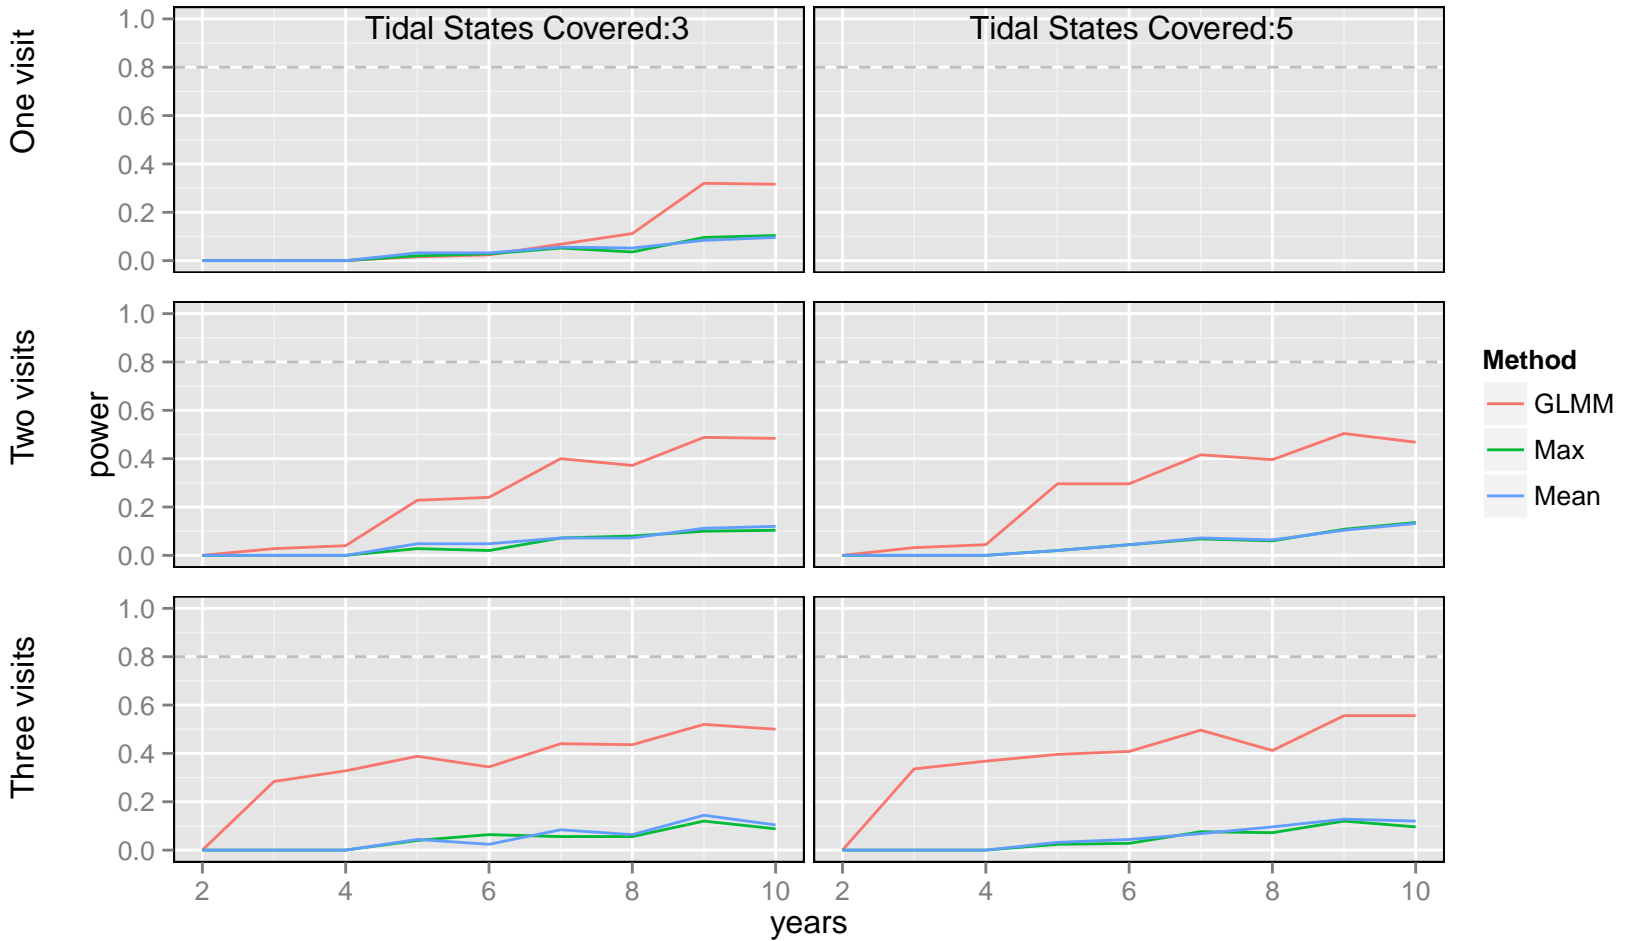 Tidal States Covered:3
Tidal States Covered:5
One visit
1.0
0.8
0.6
0.4
0.2
0.0
Two visits
1.0
0.8
0.6
0.4
0.2
0.0
power
Three visits
1.0
0.8
0.6
0.4
0.2
0.0
2 4 6 8 10
2 4 6 8 10
years
Method
GLMM
Max
Mean